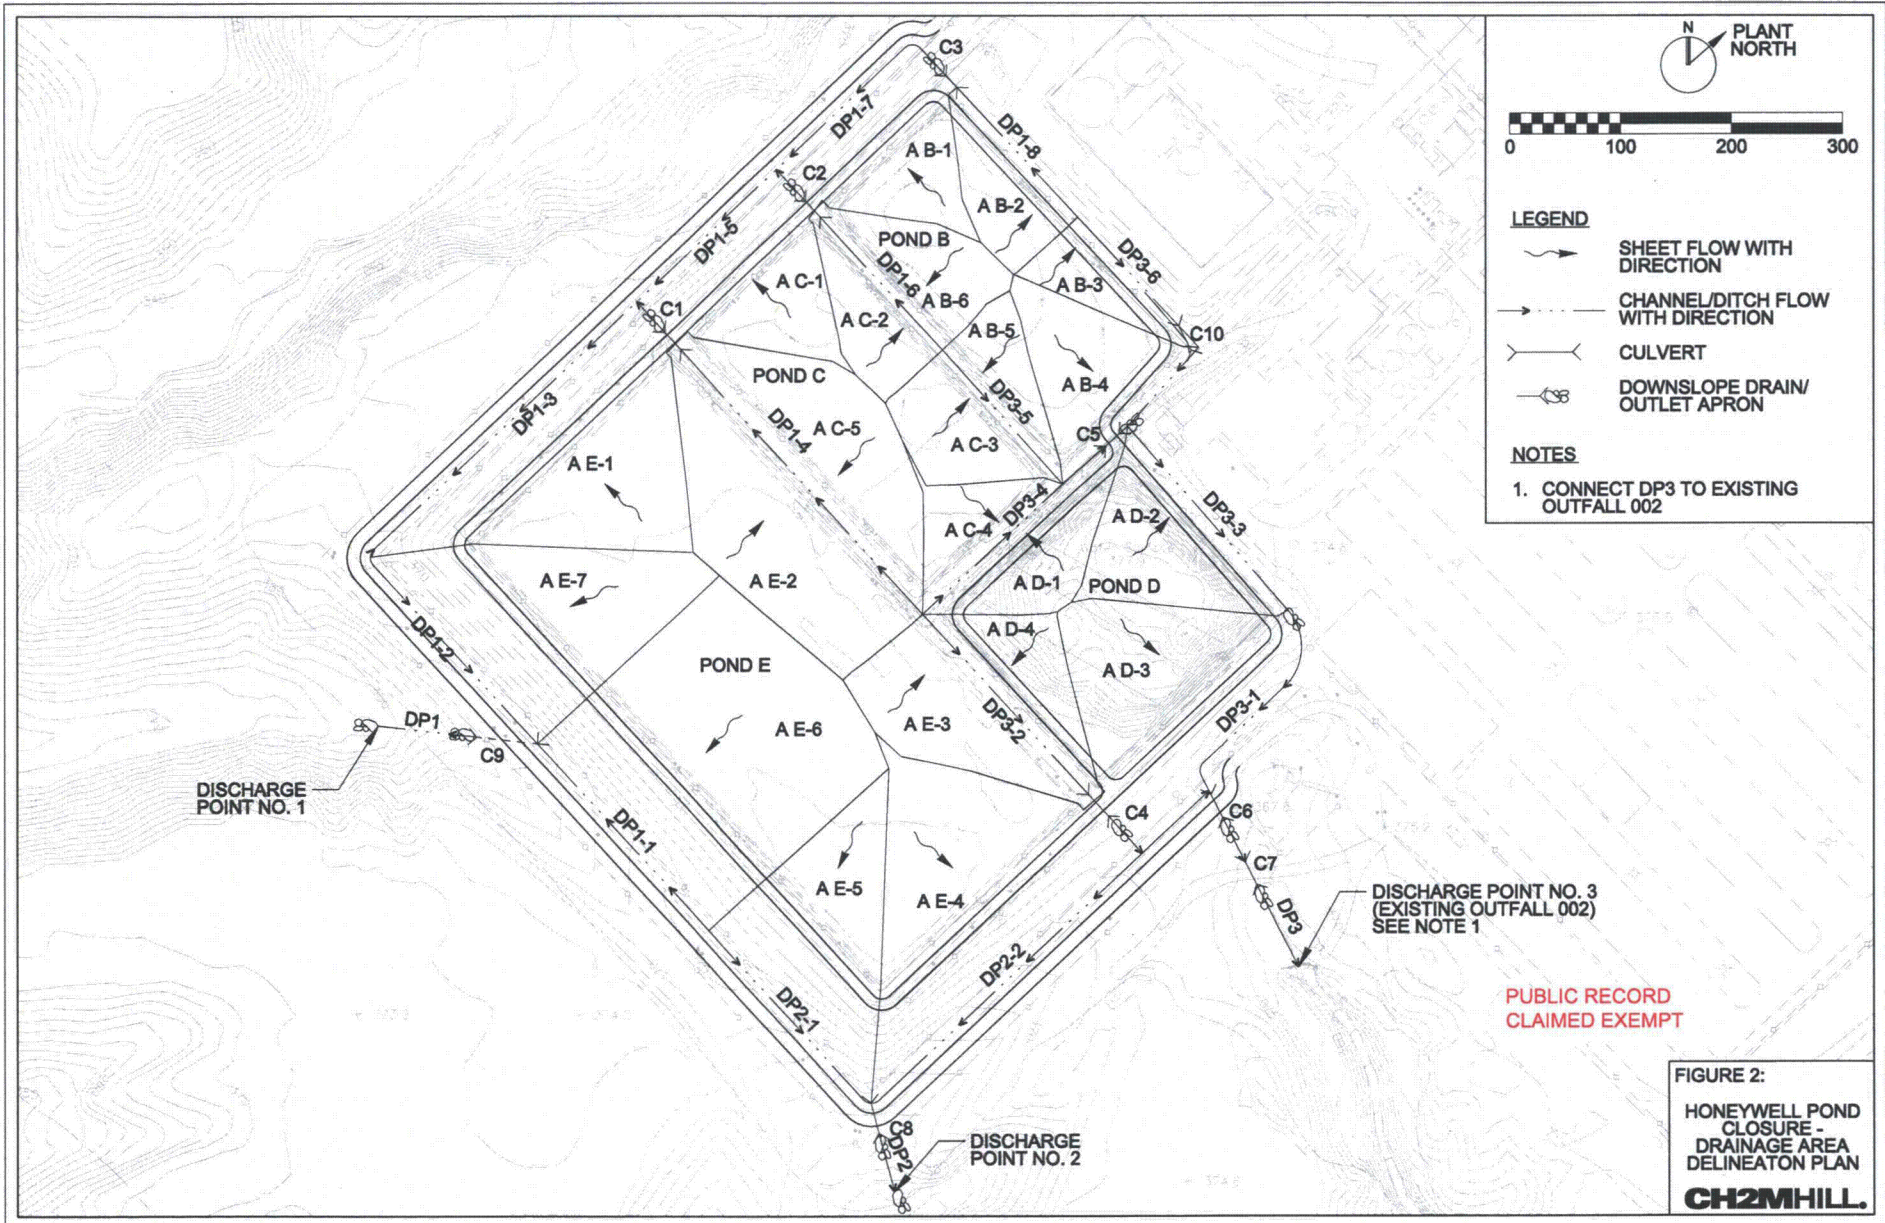 N
PLANT
NORTH
0 100 200 300
LEGEND
SHEET FLOW WITH
DIRECTION
CHANNEL/DITCH FLOW
WITH DIRECTION
CULVERT
DOWNSLOPE DRAIN/
OUTLET APRON
NOTES
1. CONNECT DP3 TO EXISTING
OUTFALL 002
C3
DP1-7
DP1-8
A B-1
C2
A B-2
DP1-5
POND B
DP3-6
DP1-6
A C-1
A B-6
A B-3
C1
A C-2
A B-5
C10
POND C
A B-4
DP1-3
DP3-5
DP1-4
A C-5
A C-3
C5
A E-1
DP3-4
DP3-3
A C-4
A D-2
A E-7
A E-2
A D-1
POND D
DP1-2
A D-4
POND E
A D-3
DP1
C9
A E-6
A E-3
DP3-2
DP3-1
DISCHARGE
POINT NO. 1
DP1-1
C4
C6
C7
A E-5
A E-4
DP3
DISCHARGE POINT NO. 3
(EXISTING OUTFALL 002)
SEE NOTE 1
DP2-2
DP2-1
PUBLIC RECORD
CLAIMED EXEMPT
C8
DP2
DISCHARGE
POINT NO. 2
FIGURE 2:
HONEYWELL POND
CLOSURE -
DRAINAGE AREA
DELINEATON PLAN
CH2MHILL.